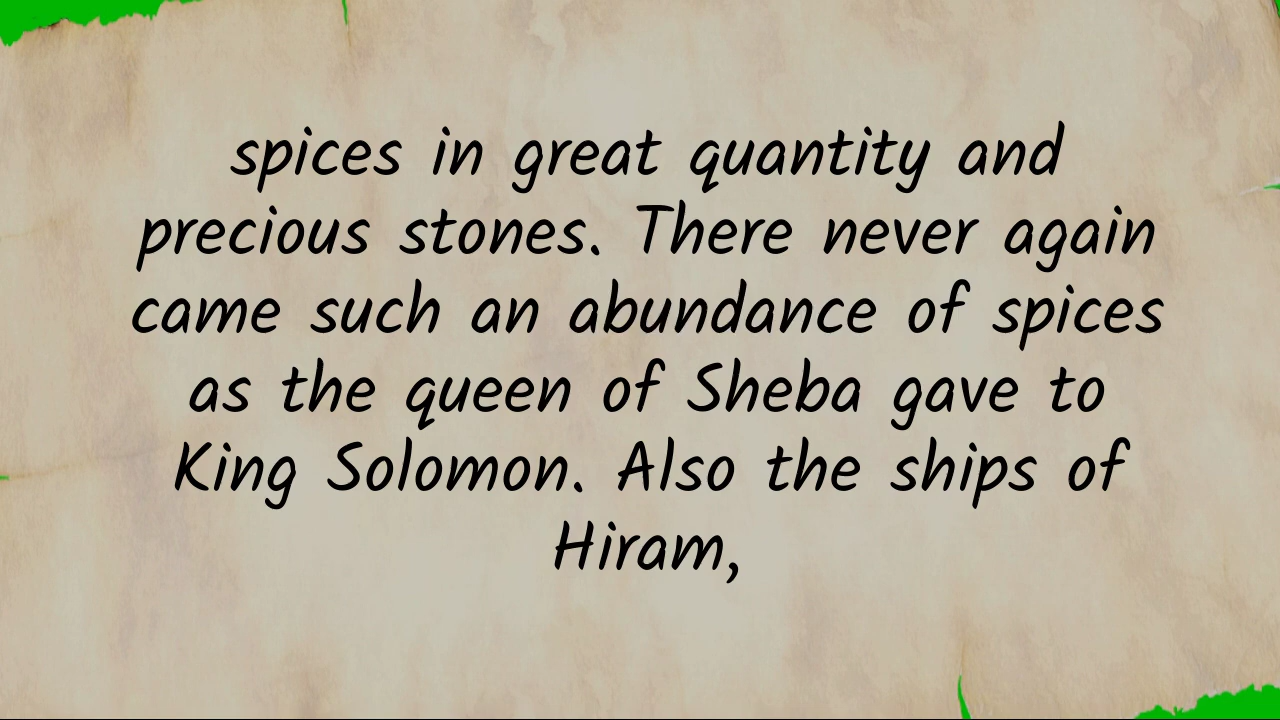 spices in great quantity and
precious stones. There never again
came such an abundance of spices
as the queen of Sheba gave to
King Solomon. Also the ships of
Hiram,